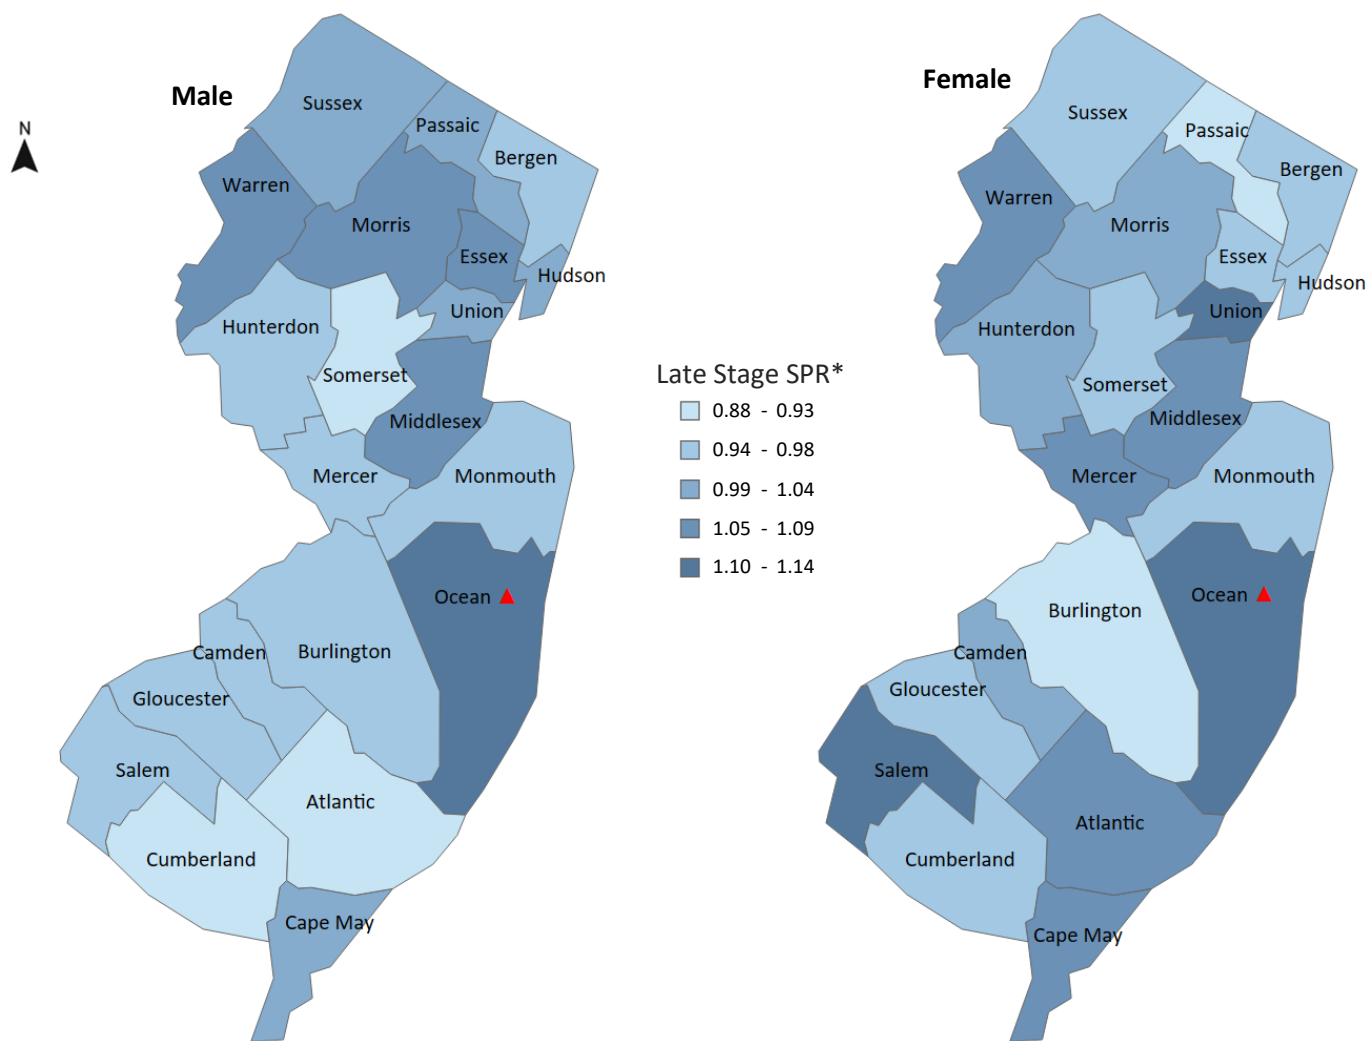 N
Male
Sussex
Passaic
Bergen
Warren
Morris
Essex
Hudson
Union
Hunterdon
Somerset
Middlesex
Mercer
Monmouth
Ocean
Burlington
Camden
Gloucester
Salem
Atlantic
Cumberland
Cape May
Late Stage SPR*
0.88 - 0.93
0.94 - 0.98
0.99 - 1.04
1.05 - 1.09
1.10 - 1.14
Female
Sussex
Passaic
Bergen
Warren
Morris
Essex
Hudson
Union
Hunterdon
Somerset
Middlesex
Mercer
Monmouth
Ocean
Burlington
Camden
Gloucester
Salem
Atlantic
Cumberland
Cape May